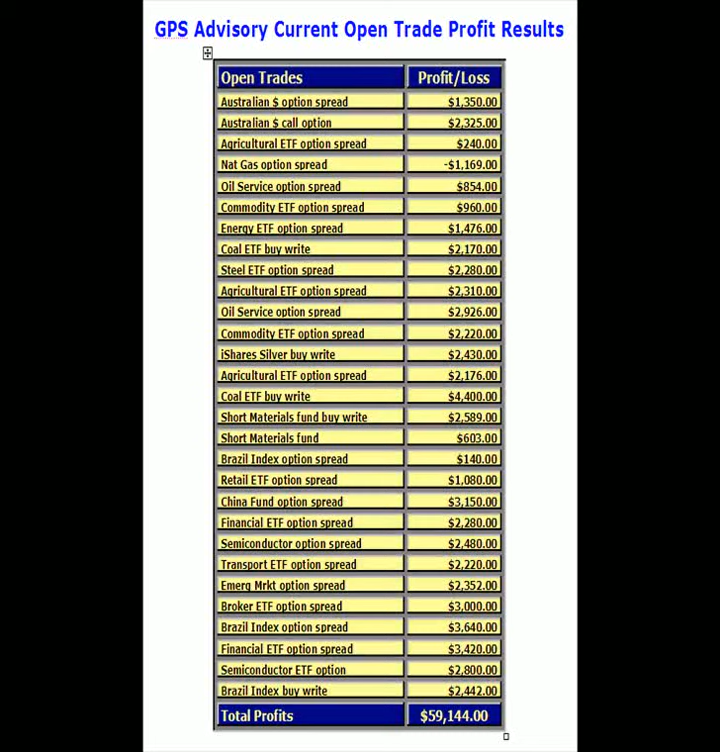 GPS Advisory Current Open Trade Profit Results
Open Trades Profit/Loss
Australian $ option spread $1,350.00
Australian $ call option $2,325.00
Agricultural ETF option spread $240.00
Nat Gas option spread -$1,169.00
Oil Service option spread $854.00
Commodity ETF option spread $960.00
Energy ETF option spread $1,476.00
Coal ETF buy write $2,170.00
Steel ETF option spread $2,280.00
Agricultural ETF option spread $2,310.00
Oil Service option spread $2,926.00
Commodity ETF option spread $2,220.00
iShares Silver buy write $2,430.00
Agricultural ETF option spread $2,176.00
Coal ETF buy write $4,400.00
Short Materials fund buy write $2,589.00
Short Materials fund $603.00
Brazil Index option spread $140.00
Retail ETF option spread $1,080.00
China Fund option spread $3,150.00
Financial ETF option spread $2,280.00
Semiconductor option spread $2,480.00
Transport ETF option spread $2,220.00
Emerg Mrkt option spread $2,352.00
Broker ETF option spread $3,000.00
Brazil Index option spread $3,640.00
Financial ETF option spread $3,420.00
Semiconductor ETF option $2,800.00
Brazil Index buy write $2,442.00
Total Profits $59,144.00